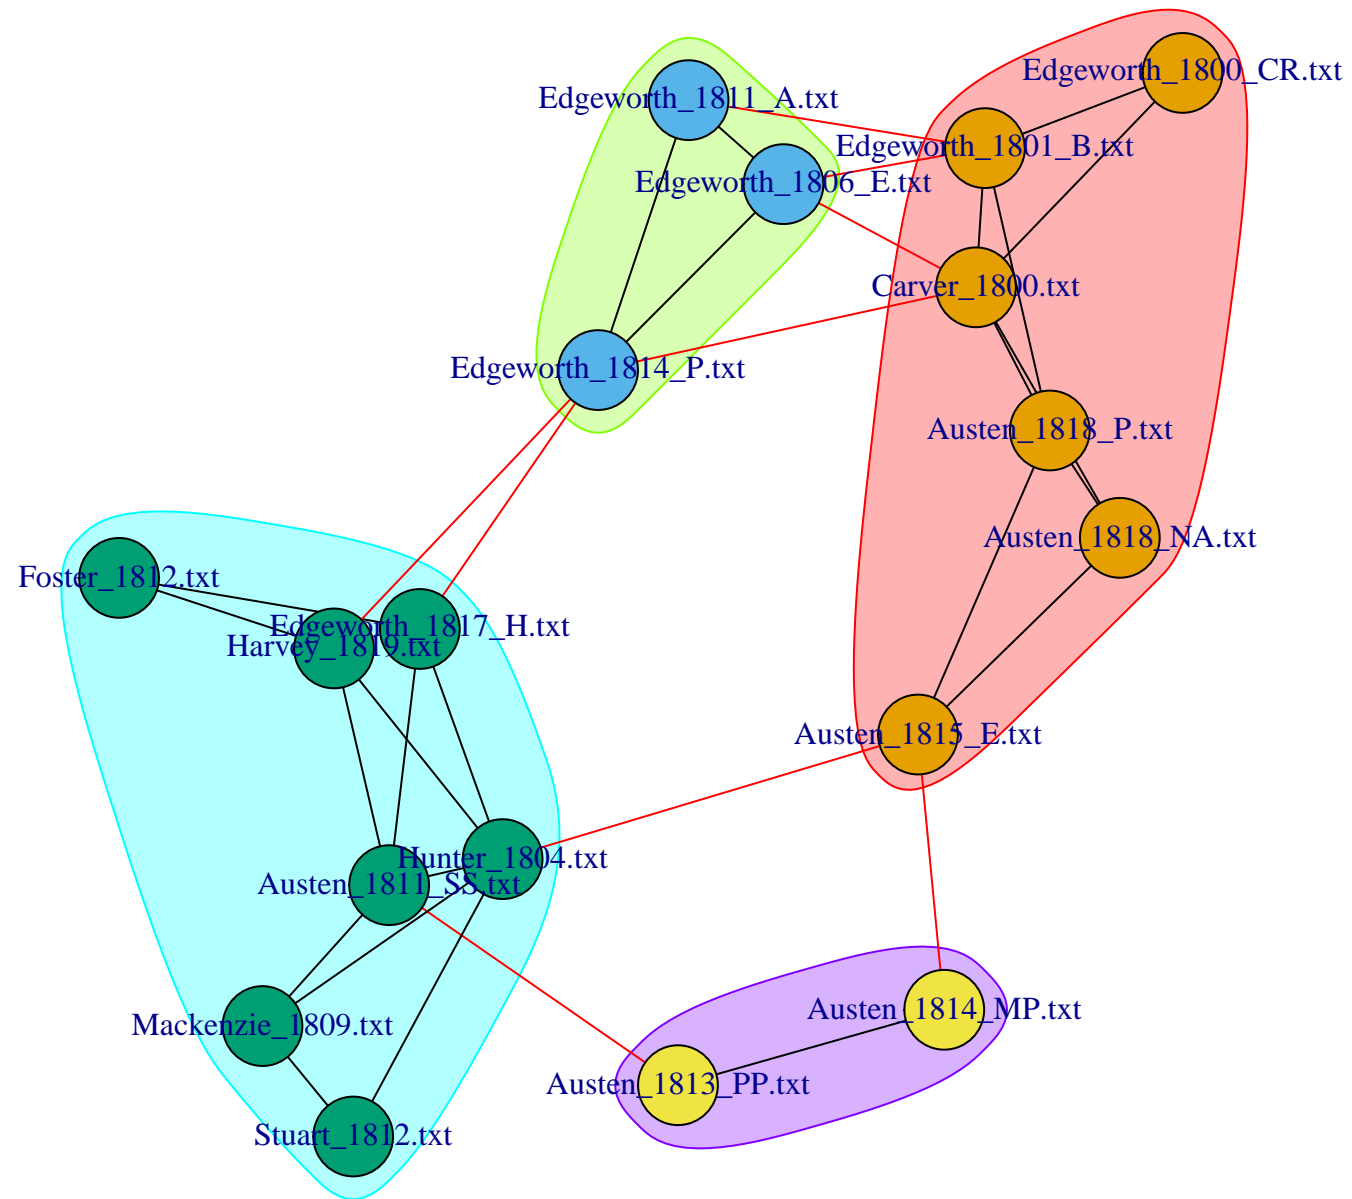 Edgeworth_1800_CR.txt
Edgeworth_1811_A.txt
Edgeworth_1801_B.txt
Edgeworth_1806_E.txt
Carver_1800.txt
Edgeworth_1814_P.txt
Austen_1818_P.txt
Austen_1818_NA.txt
Foster_1812.txt
Edgeworth_1817_H.txt
Harvey_1819.txt
Austen_1815_E.txt
Hunter_1804.txt
Austen_1811_SS.txt
Austen_1814_MP.txt
Mackenzie_1809.txt
Austen_1813_PP.txt
Stuart_1812.txt